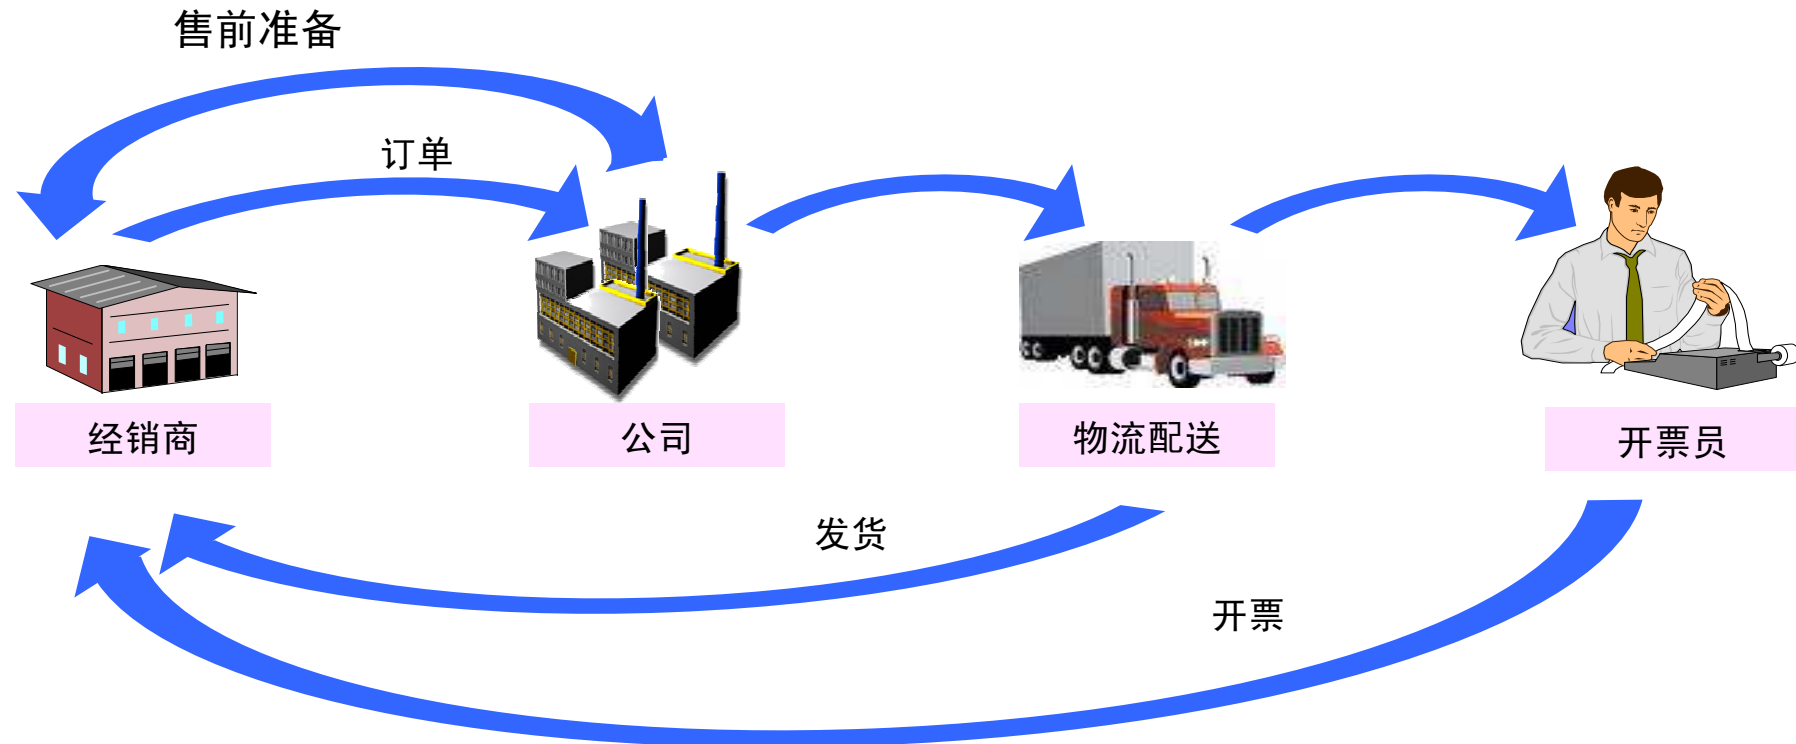 售前准备
订单
经销商
公司
物流配送
开票员
发货
开票